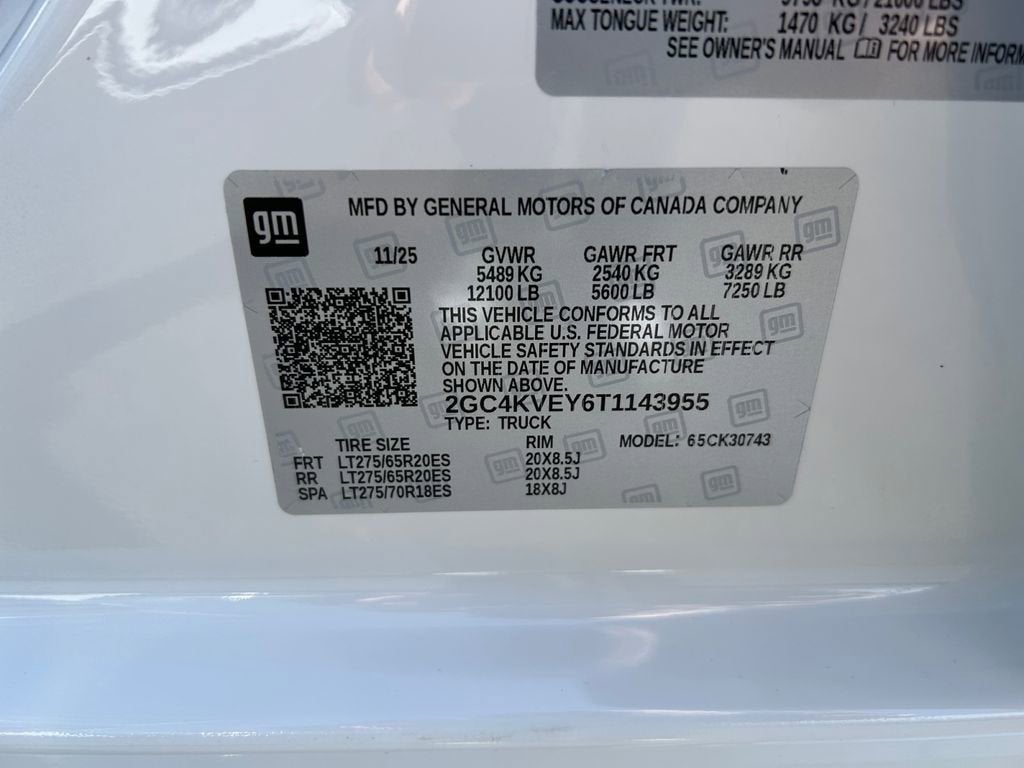 MAX TONGUE WEIGHT: 1470 KG / 3240 LBS
SEE OWNER'S MANUAL FOR MORE
gm
MFD BY GENERAL MOTORS OF CANADA COMPANY
11/25 GVWR GAWR FRT GAWR RR
5489 KG 2540 KG 3289 KG
12100 LB 5600 LB 7250 LB
THIS VEHICLE CONFORMS TO ALL
APPLICABLE U.S. FEDERAL MOTOR
VEHICLE SAFETY STANDARDS IN EFFECT
ON THE DATE OF MANUFACTURE
SHOWN ABOVE.
2GC4KVEY6T1143955
TYPE: TRUCK
TIRE SIZE RIM MODEL: 65CK30743
FRT LT275/65R20ES 20X8.5J
RR LT275/65R20ES 20X8.5J
SPA LT275/70R18ES 18X8J